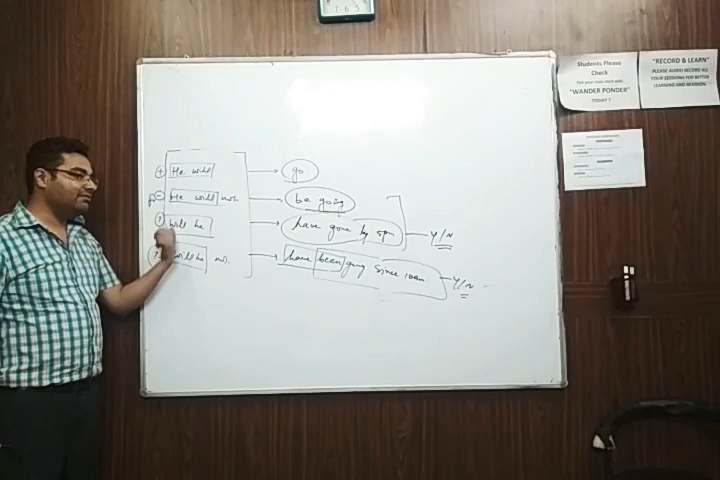 Students Please
Check
"WANDER PONDER"
TODAY ?
"RECORD & LEARN"
PLEASE AUDIO RECORD ALL
YOUR SESSIONS FOR BETTER
LEARNING AND REVISION.
+ He will go
- He will not be going
will he have gone by 5pm Y/N
will he not have been going since 10am Y/N